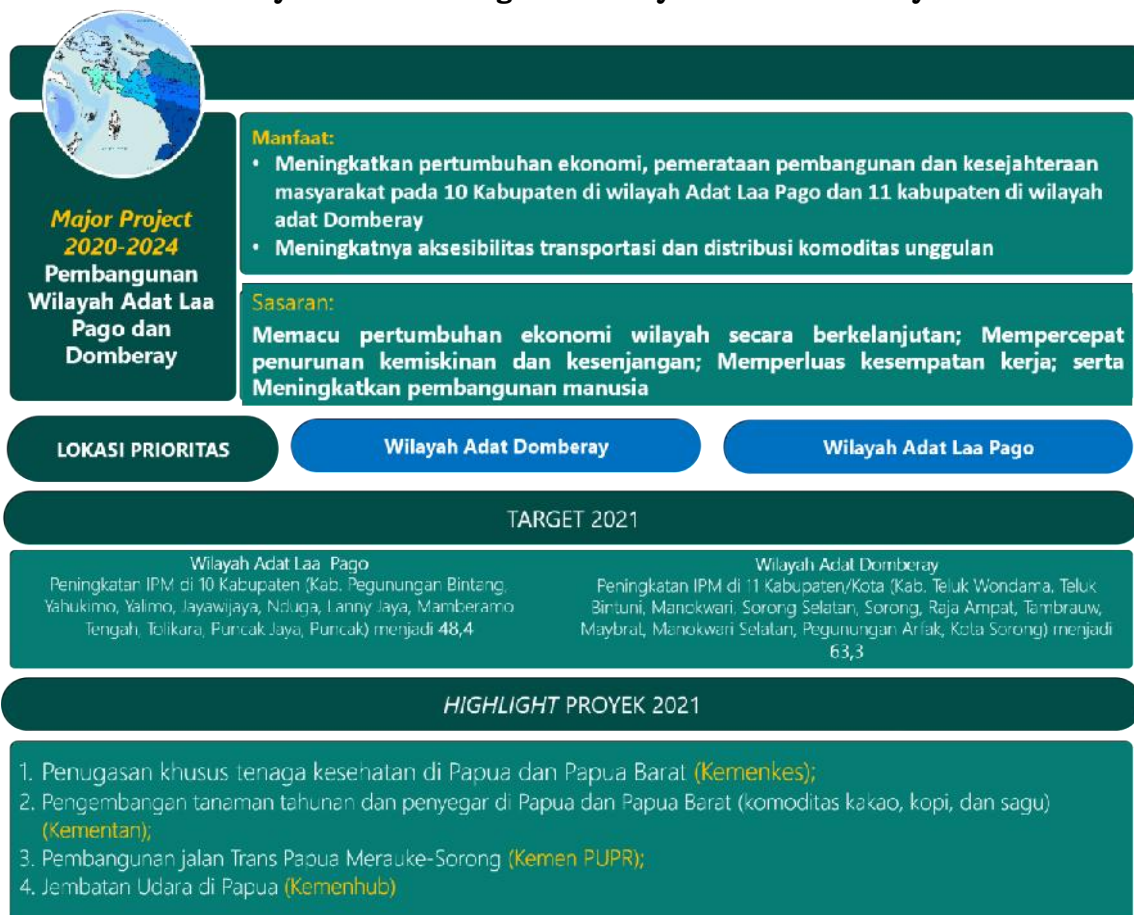 Major Project
2020-2024
Pembangunan
Wilayah Adat Laa
Pago dan
Domberay
Manfaat:
• Meningkatkan pertumbuhan ekonomi, pemerataan pembangunan dan kesejahteraan
masyarakat pada 10 Kabupaten di wilayah Adat Laa Pago dan 11 kabupaten di wilayah
adat Domberay
• Meningkatnya aksesibilitas transportasi dan distribusi komoditas unggulan
Sasaran:
Memacu pertumbuhan ekonomi wilayah secara berkelanjutan; Mempercepat
penurunan kemiskinan dan kesenjangan; Memperluas kesempatan kerja; serta
Meningkatkan pembangunan manusia
LOKASI PRIORITAS
Wilayah Adat Domberay
Wilayah Adat Laa Pago
TARGET 2021
Wilayah Adat Laa Pago
Peningkatan IPM di 10 Kabupaten (Kab. Pegunungan Bintang,
Yahukimo, Yalimo, Jayawijaya, Nduga, Lanny Jaya, Mamberamo
Tengah, Tolikara, Puncak Jaya, Puncak) menjadi 48,4
Wilayah Adat Domberay
Peningkatan IPM di 11 Kabupaten/Kota (Kab. Teluk Wondama, Teluk
Bintuni, Manokwari, Sorong Selatan, Sorong, Raja Ampat, Tambrauw,
Maybrat, Manokwari Selatan, Pegunungan Arfak, Kota Sorong) menjadi
63,3
HIGHLIGHT PROYEK 2021
1. Penugasan khusus tenaga kesehatan di Papua dan Papua Barat (Kemenkes);
2. Pengembangan tanaman tahunan dan penyegar di Papua dan Papua Barat (komoditas kakao, kopi, dan sagu)
(Kementan);
3. Pembangunan jalan Trans Papua Merauke-Sorong (Kemen PUPR);
4. Jembatan Udara di Papua (Kemenhub)